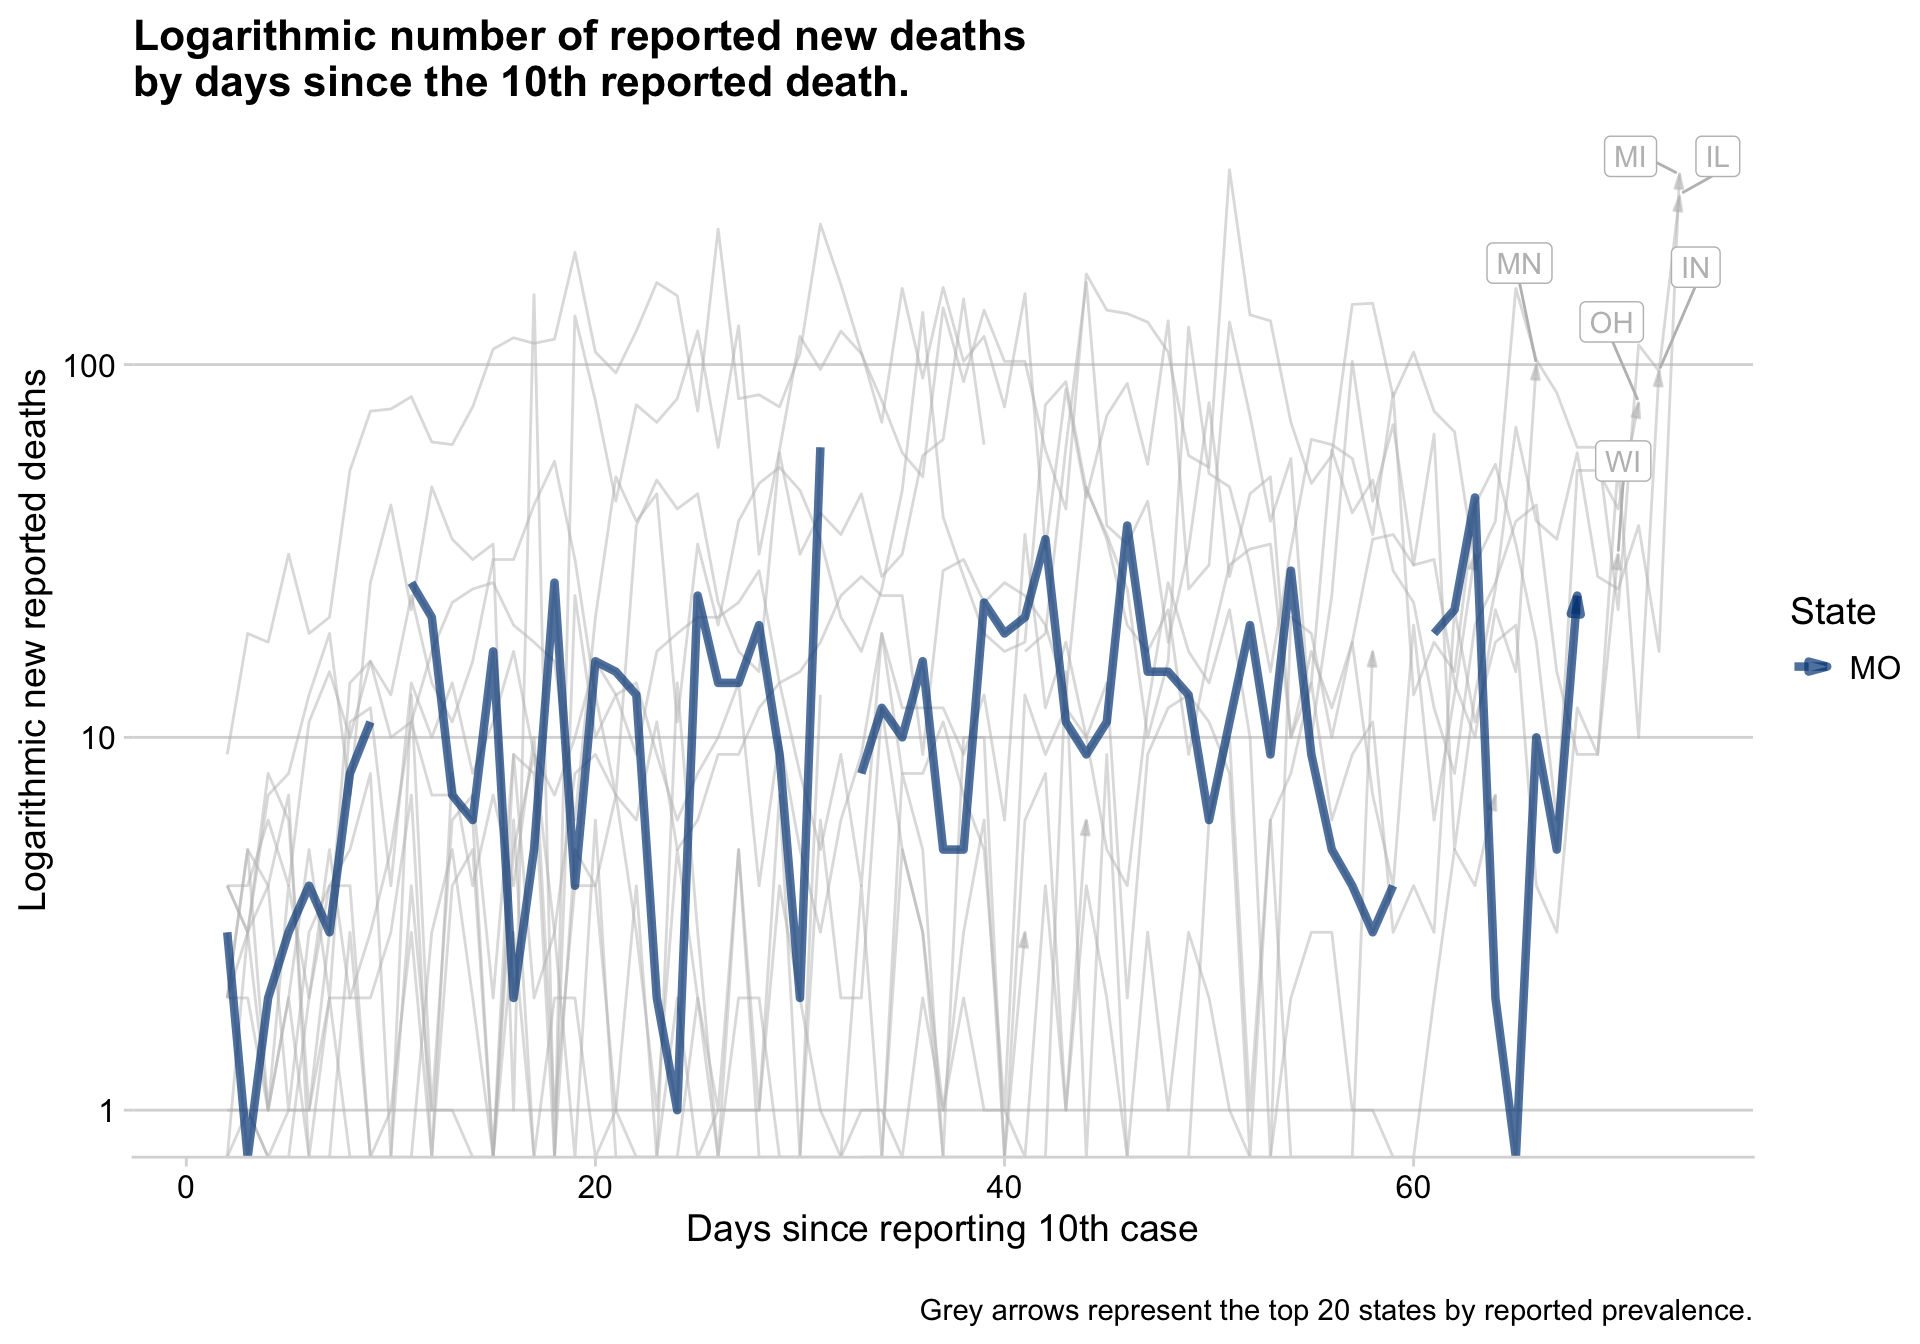 Logarithmic number of reported new deaths
by days since the 10th reported death.
MI
IL
MN
IN
OH
WI
100
10
1
Logarithmic new reported deaths
0
20
40
60
Days since reporting 10th case
State
MO
Grey arrows represent the top 20 states by reported prevalence.